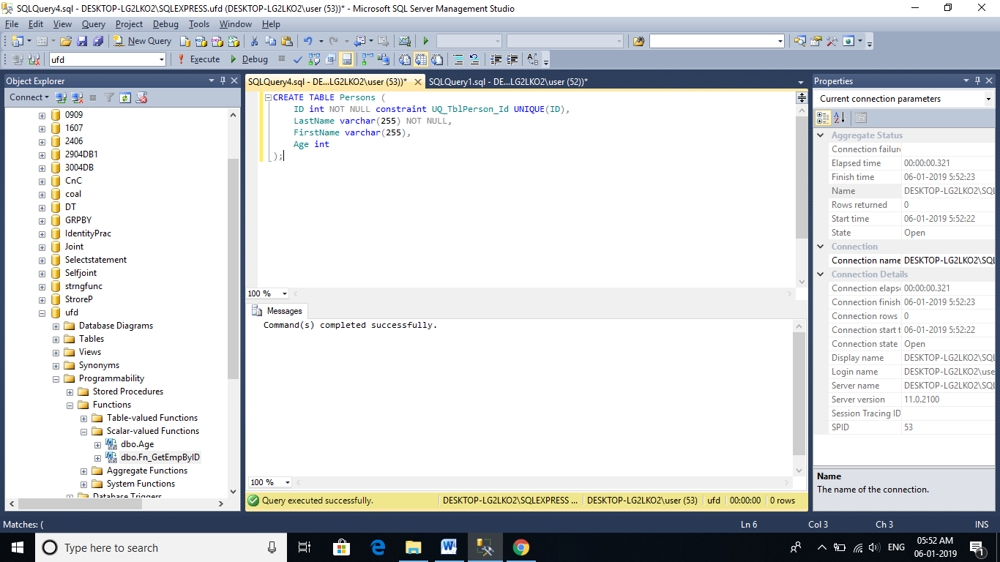 SQLQuery4.sql - DESKTOP-LG2LKO2\SQLEXPRESS.ufd (DESKTOP-LG2LKO2\user (53))* - Microsoft SQL Server Management Studio
File Edit View Query Project Debug Tools Window Help
New Query
ufd Execute Debug
Object Explorer
Connect
0909
1607
2406
2904DB1
3004DB
CnC
coal
DT
GRPBY
IdentityPrac
Joint
Selectstatement
Selfjoint
strngfunc
StroreP
ufd
Database Diagrams
Tables
Views
Synonyms
Programmability
Stored Procedures
Functions
Table-valued Functions
Scalar-valued Functions
dbo.Age
dbo.Fn_GetEmpByID
Aggregate Functions
System Functions
Database Triggers
SQLQuery4.sql - DE...LG2LKO2\user (53))* SQLQuery1.sql - DE...LG2LKO2\user (52))*
CREATE TABLE Persons (
ID int NOT NULL constraint UQ_TblPerson_Id UNIQUE(ID),
LastName varchar(255) NOT NULL,
FirstName varchar(255),
Age int
);
100 %
Messages
Command(s) completed successfully.
100 %
Query executed successfully. DESKTOP-LG2LKO2\SQLEXPRESS ... DESKTOP-LG2LKO2\user (53) ufd 00:00:00 0 rows
Properties
Current connection parameters
Aggregate Status
Connection failure
Elapsed time 00:00:00.321
Finish time 06-01-2019 5:52:23
Name DESKTOP-LG2LKO2\SQL
Rows returned 0
Start time 06-01-2019 5:52:22
State Open
Connection
Connection name DESKTOP-LG2LKO2\SQL
Connection Details
Connection elapse 00:00:00.321
Connection finish 06-01-2019 5:52:23
Connection rows 0
Connection start t 06-01-2019 5:52:22
Connection state Open
Display name DESKTOP-LG2LKO2\SQL
Login name DESKTOP-LG2LKO2\use
Server name DESKTOP-LG2LKO2\SQL
Server version 11.0.2100
Session Tracing ID
SPID 53
Name
The name of the connection.
Matches: ( Ln 6 Col 3 Ch 3 INS
Type here to search
ENG
05:52 AM
06-01-2019
1